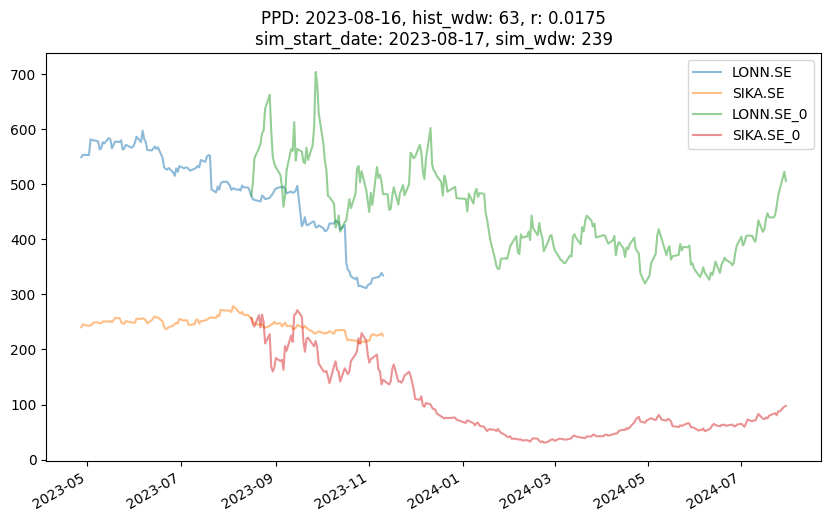 PPD: 2023-08-16, hist_wdw: 63, r: 0.0175
sim_start_date: 2023-08-17, sim_wdw: 239
LONN.SE
SIKA.SE
LONN.SE_0
SIKA.SE_0
700
600
500
400
300
200
100
0
2023-05
2023-07
2023-09
2023-11
2024-01
2024-03
2024-05
2024-07